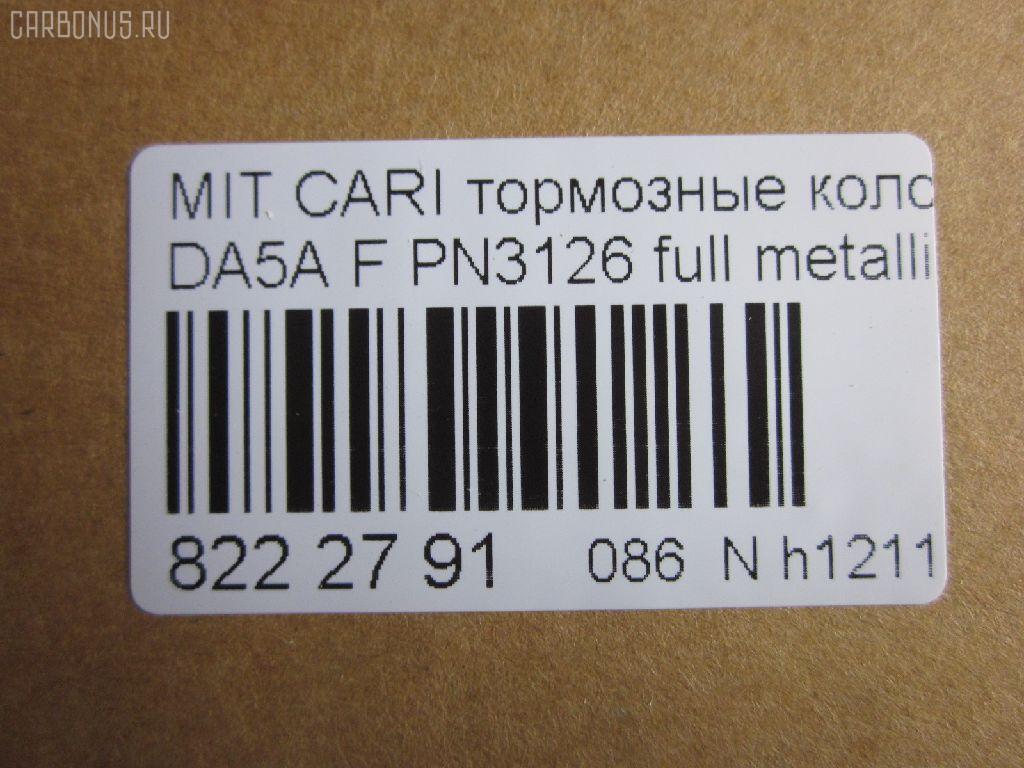 CARBONUS.RU
MIT CARI тормозные коло
DA5A F PN3126 full metalli
822 27 91 086 N h1211